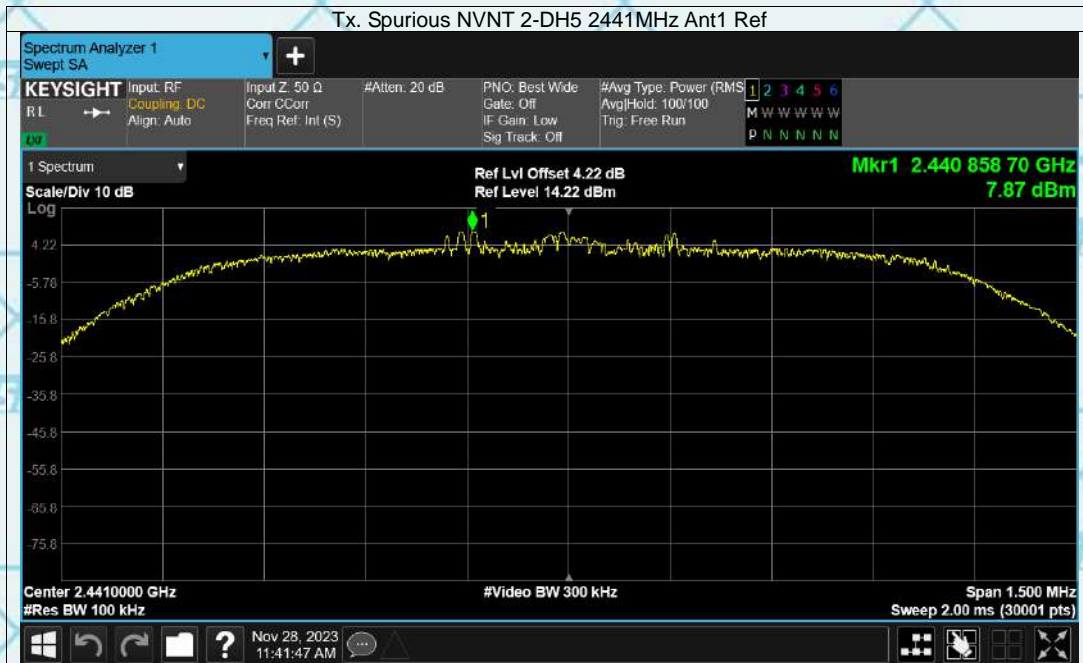 Tx. Spurious NVNT 2-DH5 2441MHz Ant1 Ref
Spectrum Analyzer 1
Swept SA
+
KEYSIGHT
RL
LXI
Input: RF
Coupling: DC
Align: Auto
Input Z: 50 Ω
Corr CCorr
Freq Ref: Int (S)
#Atten: 20 dB
PNO: Best Wide
Gate: Off
IF Gain: Low
Sig Track: Off
#Avg Type: Power (RMS
Avg|Hold: 100/100
Trig: Free Run
1 2 3 4 5 6
M W W W W W
P N N N N N
1 Spectrum
Scale/Div 10 dB
Log
Ref Lvl Offset 4.22 dB
Ref Level 14.22 dBm
Mkr1 2.440 858 70 GHz
7.87 dBm
1
4.22
-5.78
-15.8
-25.8
-35.8
-45.8
-55.8
-65.8
-75.8
Center 2.4410000 GHz
#Res BW 100 kHz
#Video BW 300 kHz
Span 1.500 MHz
Sweep 2.00 ms (30001 pts)
?
Nov 28, 2023
11:41:47 AM